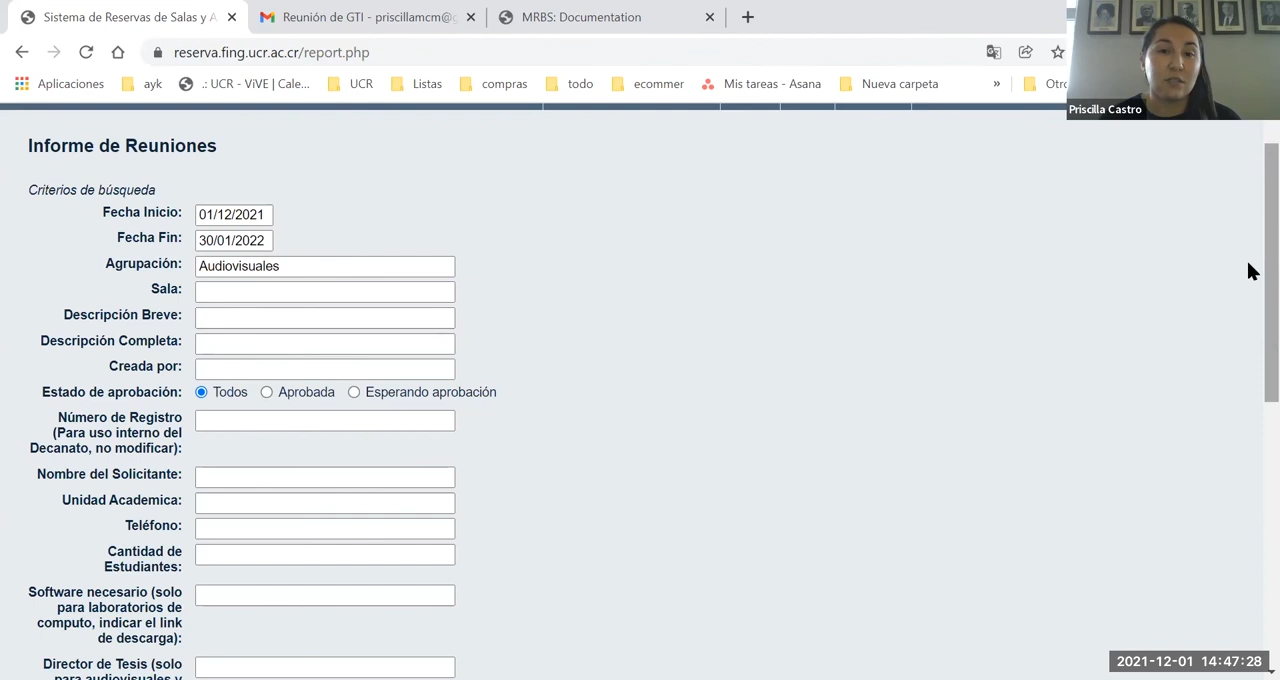 Sistema de Reservas de Salas y A
Reunión de GTI - priscillamcm@g
MRBS: Documentation
reserva.fing.ucr.ac.cr/report.php
Aplicaciones
ayk
.: UCR - ViVE | Cale...
UCR
Listas
compras
todo
ecommer
Mis tareas - Asana
Nueva carpeta
»
Otro
Priscilla Castro
Informe de Reuniones
Criterios de búsqueda
Fecha Inicio: 01/12/2021
Fecha Fin: 30/01/2022
Agrupación: Audiovisuales
Sala:
Descripción Breve:
Descripción Completa:
Creada por:
Estado de aprobación: Todos Aprobada Esperando aprobación
Número de Registro
(Para uso interno del
Decanato, no modificar):
Nombre del Solicitante:
Unidad Academica:
Teléfono:
Cantidad de
Estudiantes:
Software necesario (solo
para laboratorios de
computo, indicar el link
de descarga):
Director de Tesis (solo
para audiovisuales y
2021-12-01 14:47:28